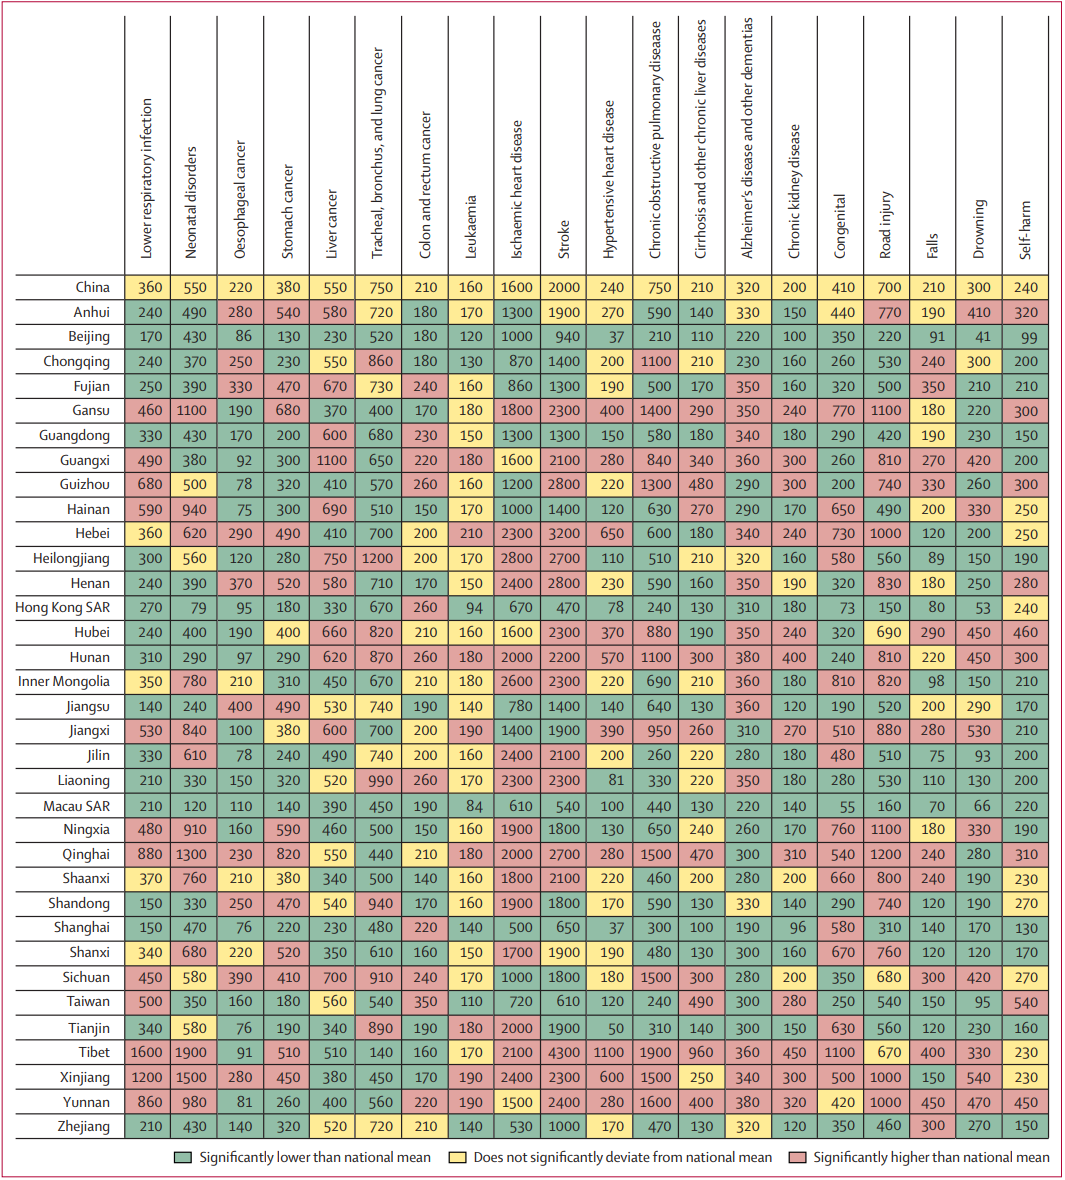 Lower respiratory infection
Neonatal disorders
Oesophageal cancer
Stomach cancer
Liver cancer
Tracheal, bronchus, and lung cancer
Colon and rectum cancer
Leukaemia
Ischaemic heart disease
Stroke
Hypertensive heart disease
Chronic obstructive pulmonary diseaase
Cirrhosis and other chronic liver diseases
Alzheimer's disease and other dementias
Chronic kidney disease
Congenital
Road injury
Falls
Drowning
Self-harm
China 360 550 220 380 550 750 210 160 1600 2000 240 750 210 320 200 410 700 210 300 240
Anhui 240 490 280 540 580 720 180 170 1300 1900 270 590 140 330 150 440 770 190 410 320
Beijing 170 430 86 130 230 520 180 120 1000 940 37 210 110 220 100 350 220 91 41 99
Chongqing 240 370 250 230 550 860 180 130 870 1400 200 1100 210 230 160 260 530 240 300 200
Fujian 250 390 330 470 670 730 240 160 860 1300 190 500 170 350 160 320 500 350 210 210
Gansu 460 1100 190 680 370 400 170 180 1800 2300 400 1400 290 350 240 770 1100 180 220 300
Guangdong 330 430 170 200 600 680 230 150 1300 1300 150 580 180 340 180 290 420 190 230 150
Guangxi 490 380 92 300 1100 650 220 180 1600 2100 280 840 340 360 300 260 810 270 420 200
Guizhou 680 500 78 320 410 570 260 160 1200 2800 220 1300 480 290 300 200 740 330 260 300
Hainan 590 940 75 300 690 510 150 170 1000 1400 120 630 270 290 170 650 490 200 330 250
Hebei 360 620 290 490 410 700 200 210 2300 3200 650 600 180 340 240 730 1000 120 200 250
Heilongjiang 300 560 120 280 750 1200 200 170 2800 2700 110 510 210 320 160 580 560 89 150 190
Henan 240 390 370 520 580 710 170 150 2400 2800 230 590 160 350 190 320 830 180 250 280
Hong Kong SAR 270 79 95 180 330 670 260 94 670 470 78 240 130 310 180 73 150 80 53 240
Hubei 240 400 190 400 660 820 210 160 1600 2300 370 880 190 350 240 320 690 290 450 460
Hunan 310 290 97 290 620 870 260 180 2000 2200 570 1100 300 380 400 240 810 220 450 300
Inner Mongolia 350 780 210 310 450 670 210 180 2600 2300 220 690 210 360 180 810 820 98 150 210
Jiangsu 140 240 400 490 530 740 190 140 780 1400 140 640 130 360 120 190 520 200 290 170
Jiangxi 530 840 100 380 600 700 200 190 1400 1900 390 950 260 310 270 510 880 280 530 210
Jilin 330 610 78 240 490 740 200 160 2400 2100 200 260 220 280 180 480 510 75 93 200
Liaoning 210 330 150 320 520 990 260 170 2300 2300 81 330 220 350 180 280 530 110 130 200
Macau SAR 210 120 110 140 390 450 190 84 610 540 100 440 130 220 140 55 160 70 66 220
Ningxia 480 910 160 590 460 500 150 160 1900 1800 130 650 240 260 170 760 1100 180 330 190
Qinghai 880 1300 230 820 550 440 210 180 2000 2700 280 1500 470 300 310 540 1200 240 280 310
Shaanxi 370 760 210 380 340 500 140 160 1800 2100 220 460 200 280 200 660 800 240 190 230
Shandong 150 330 250 470 540 940 170 160 1900 1800 170 590 130 330 140 290 740 120 190 270
Shanghai 150 470 76 220 230 480 220 140 500 650 37 300 100 190 96 580 310 140 170 130
Shanxi 340 680 220 520 350 610 160 150 1700 1900 190 480 130 300 160 670 760 120 120 170
Sichuan 450 580 390 410 700 910 240 170 1000 1800 180 1500 300 280 200 350 680 300 420 270
Taiwan 500 350 160 180 560 540 350 110 720 610 120 240 490 300 280 250 540 150 95 540
Tianjin 340 580 76 190 340 890 190 180 2000 1900 50 310 140 300 150 630 560 120 230 160
Tibet 1600 1900 91 510 510 140 160 170 2100 4300 1100 1900 960 360 450 1100 670 400 330 230
Xinjiang 1200 1500 280 450 380 450 170 190 2400 2300 600 1500 250 340 300 500 1000 150 540 230
Yunnan 860 980 81 260 400 560 220 190 1500 2400 280 1600 400 380 320 420 1000 450 470 450
Zhejiang 210 430 140 320 520 720 210 140 530 1000 170 470 130 320 120 350 460 300 270 150
Significantly lower than national mean Does not significantly deviate from national mean Significantly higher than national mean